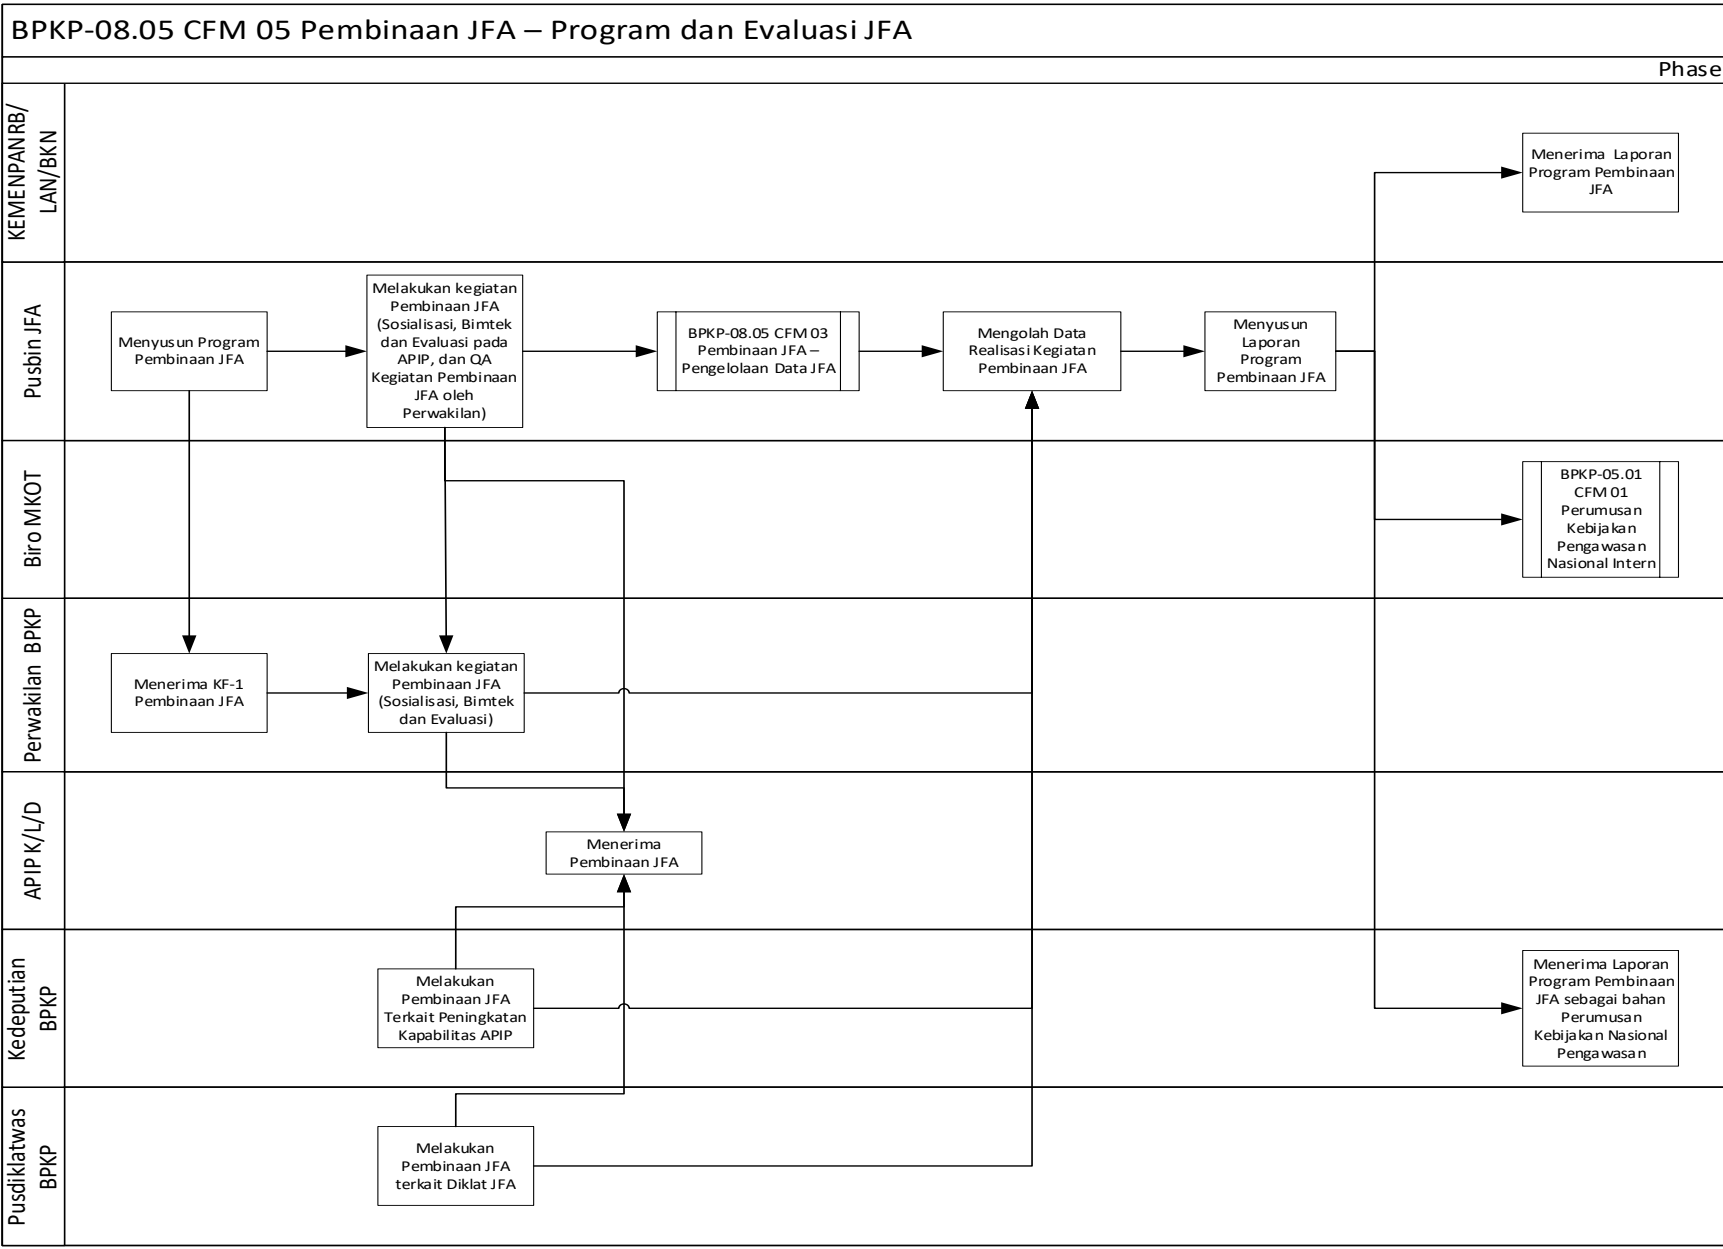 BPKP-08.05 CFM 05 Pembinaan JFA – Program dan Evaluasi JFA
Phase
KEMENPANRB/
LAN/BKN
Menerima Laporan
Program Pembinaan
JFA
Pusbin JFA
Menyusun Program
Pembinaan JFA
Melakukan kegiatan
Pembinaan JFA
(Sosialisasi, Bimtek
dan Evaluasi pada
APIP, dan QA
Kegiatan Pembinaan
JFA oleh
Perwakilan)
BPKP-08.05 CFM 03
Pembinaan JFA –
Pengelolaan Data JFA
Mengolah Data
Realisasi Kegiatan
Pembinaan JFA
Menyusun
Laporan
Program
Pembinaan JFA
Biro MKOT
BPKP-05.01
CFM 01
Perumusan
Kebijakan
Pengawasan
Nasional Intern
Perwakilan BPKP
Menerima KF-1
Pembinaan JFA
Melakukan kegiatan
Pembinaan JFA
(Sosialisasi, Bimtek
dan Evaluasi)
APIP K/L/D
Menerima
Pembinaan JFA
Kedeputian
BPKP
Melakukan
Pembinaan JFA
Terkait Peningkatan
Kapabilitas APIP
Menerima Laporan
Program Pembinaan
JFA sebagai bahan
Perumusan
Kebijakan Nasional
Pengawasan
Pusdiklatwas
BPKP
Melakukan
Pembinaan JFA
terkait Diklat JFA